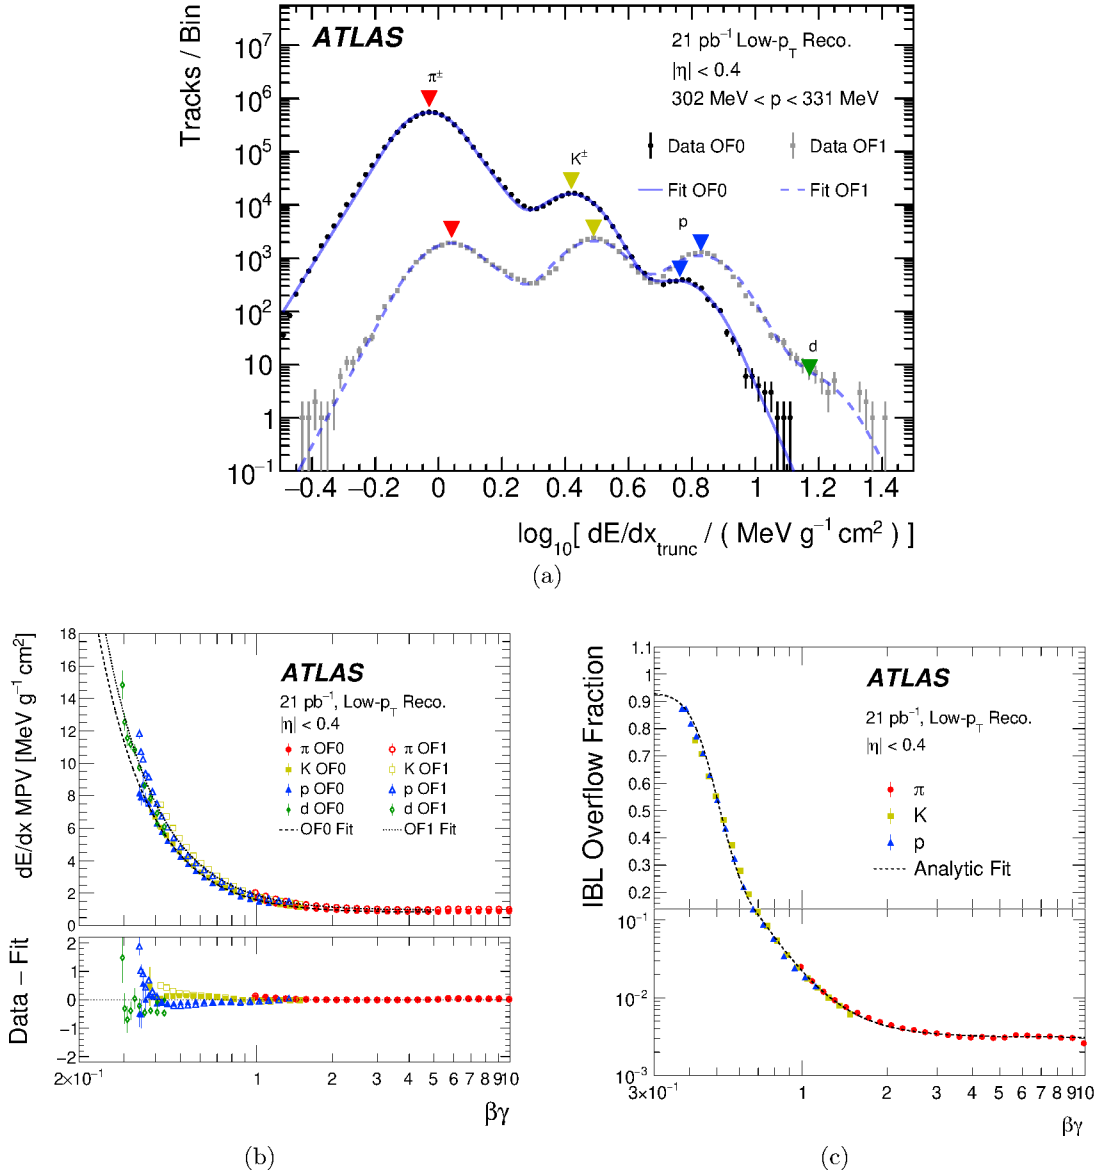 ATLAS
21 pb⁻¹ Low-p_T Reco.
|η| < 0.4
302 MeV < p < 331 MeV
Data OF0
Data OF1
Fit OF0
Fit OF1
π±
K±
p
d
Tracks / Bin
10⁷
10⁶
10⁵
10⁴
10³
10²
10
1
10⁻¹
−0.4 −0.2 0 0.2 0.4 0.6 0.8 1 1.2 1.4
log₁₀[ dE/dx_trunc / ( MeV g⁻¹ cm²) ]
(a)
dE/dx MPV [MeV g⁻¹ cm²]
18
16
14
12
10
8
6
4
2
0
ATLAS
21 pb⁻¹, Low-p_T Reco.
|η| < 0.4
π OF0 π OF1
K OF0 K OF1
p OF0 p OF1
d OF0 d OF1
OF0 Fit OF1 Fit
Data − Fit
2
1
0
−1
−2
2×10⁻¹ 1 2 3 4 5 6 7 8 9 10
βγ
(b)
IBL Overflow Fraction
1.1
1
0.9
0.8
0.7
0.6
0.5
0.4
0.3
0.2
10⁻¹
10⁻²
10⁻³
ATLAS
21 pb⁻¹, Low-p_T Reco.
|η| < 0.4
π
K
p
Analytic Fit
3×10⁻¹ 1 2 3 4 5 6 7 8 9 10
βγ
(c)